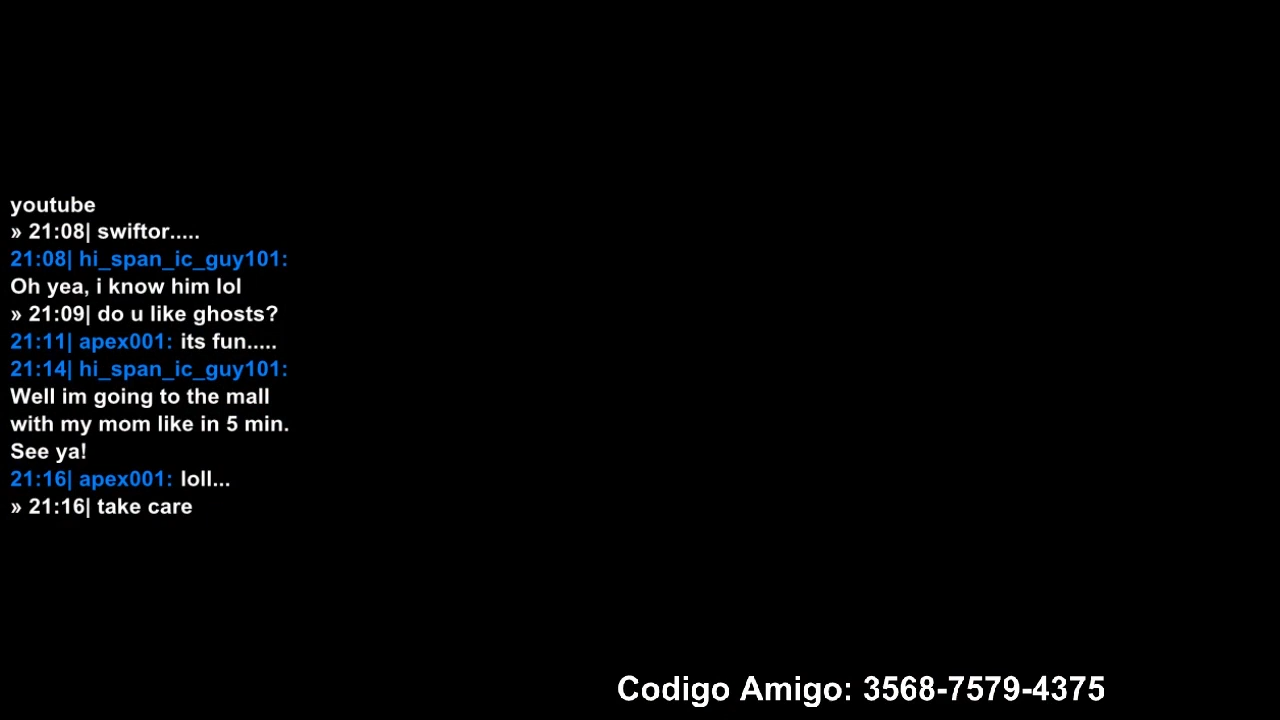 youtube
» 21:08| swiftor.....
21:08| hi_span_ic_guy101:
Oh yea, i know him lol
» 21:09| do u like ghosts?
21:11| apex001: its fun.....
21:14| hi_span_ic_guy101:
Well im going to the mall
with my mom like in 5 min.
See ya!
21:16| apex001: loll...
» 21:16| take care
Codigo Amigo: 3568-7579-4375